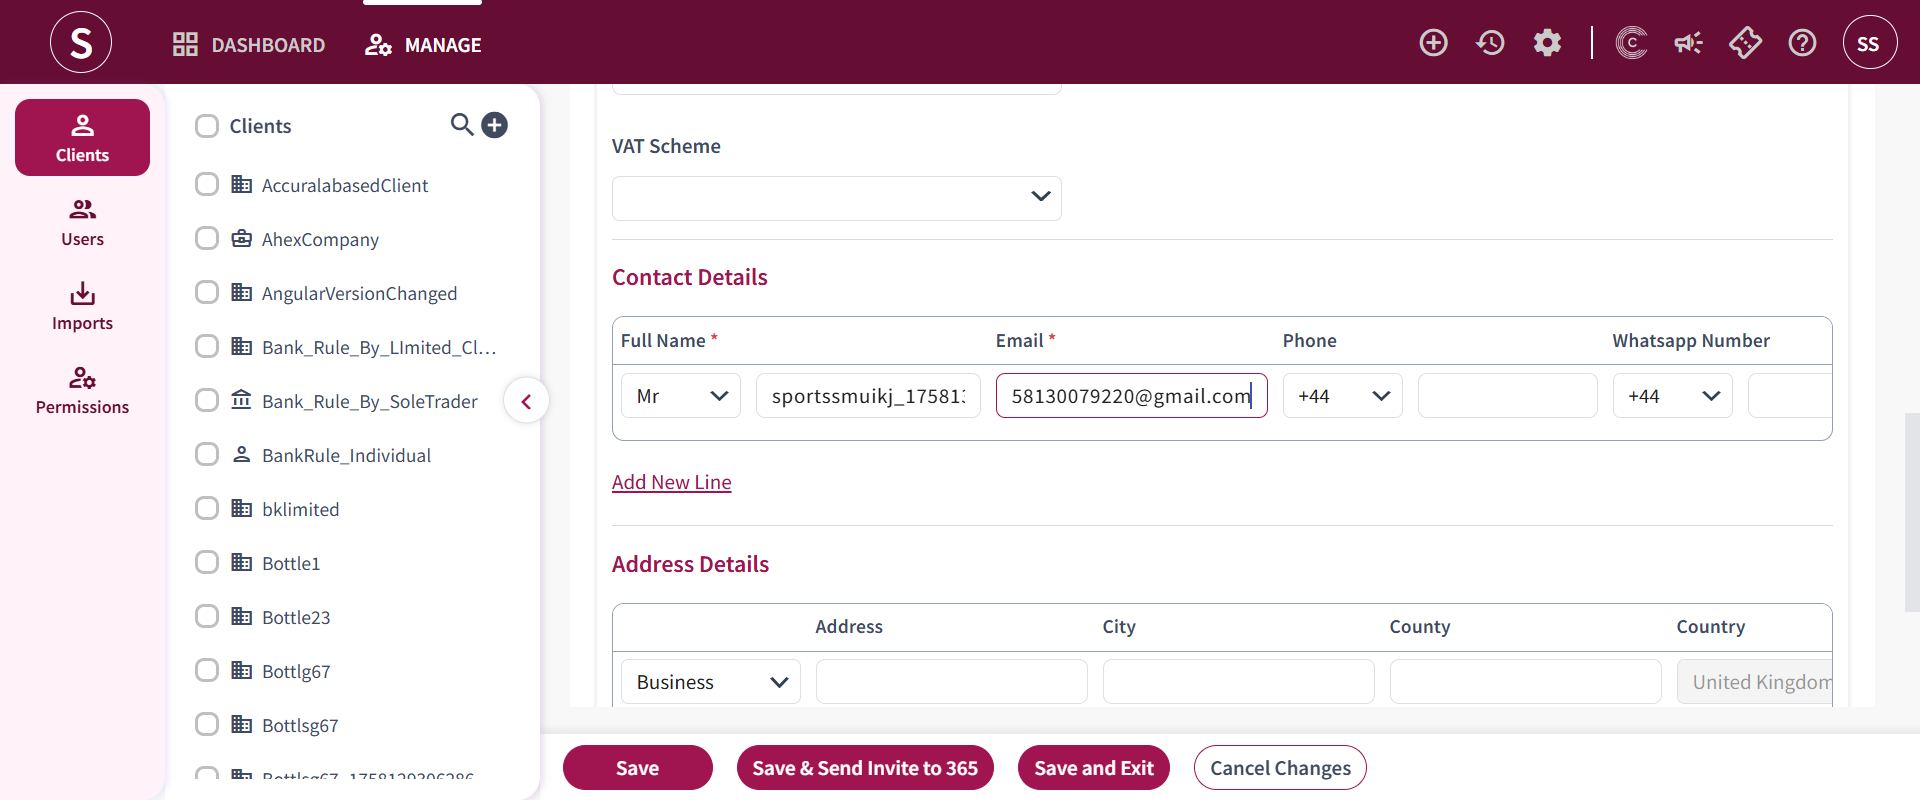 S
DASHBOARD
MANAGE
C
SS
Clients
Users
Imports
Permissions
Clients
AccuralabasedClient
AhexCompany
AngularVersionChanged
Bank_Rule_By_LImited_Cl...
Bank_Rule_By_SoleTrader
BankRule_Individual
bklimited
Bottle1
Bottle23
Bottlg67
Bottlsg67
Bottlsg67_1758129306286
VAT Scheme
Contact Details
Full Name * Email * Phone Whatsapp Number
Mr sportssmuikj_17581 58130079220@gmail.com +44 +44
Add New Line
Address Details
Address City County Country
Business United Kingdom
Save
Save & Send Invite to 365
Save and Exit
Cancel Changes